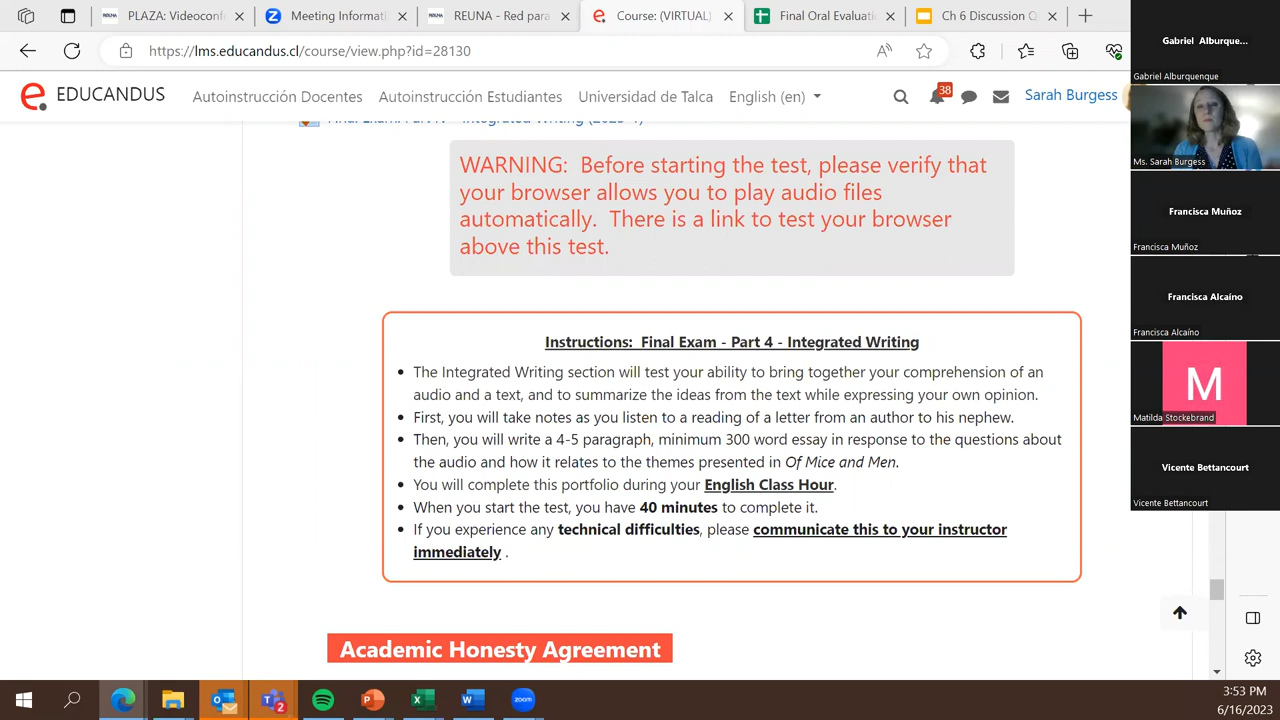 PLAZA: Videoconf
Meeting Informati
REUNA - Red para
Course: (VIRTUAL)
Final Oral Evaluati
Ch 6 Discussion Q
https://lms.educandus.cl/course/view.php?id=28130
EDUCANDUS
Autoinstrucción Docentes
Autoinstrucción Estudiantes
Universidad de Talca
English (en)
38
Sarah Burgess
WARNING: Before starting the test, please verify that
your browser allows you to play audio files
automatically. There is a link to test your browser
above this test.
Instructions: Final Exam - Part 4 - Integrated Writing
• The Integrated Writing section will test your ability to bring together your comprehension of an
audio and a text, and to summarize the ideas from the text while expressing your own opinion.
• First, you will take notes as you listen to a reading of a letter from an author to his nephew.
• Then, you will write a 4-5 paragraph, minimum 300 word essay in response to the questions about
the audio and how it relates to the themes presented in Of Mice and Men.
• You will complete this portfolio during your English Class Hour.
• When you start the test, you have 40 minutes to complete it.
• If you experience any technical difficulties, please communicate this to your instructor
immediately .
Academic Honesty Agreement
Gabriel Alburque...
Gabriel Alburquenque
Ms. Sarah Burgess
Francisca Muñoz
Francisca Muñoz
Francisca Alcaíno
Francisca Alcaíno
M
Matilda Stockebrand
Vicente Bettancourt
Vicente Bettancourt
2
zoom
3:53 PM
6/16/2023